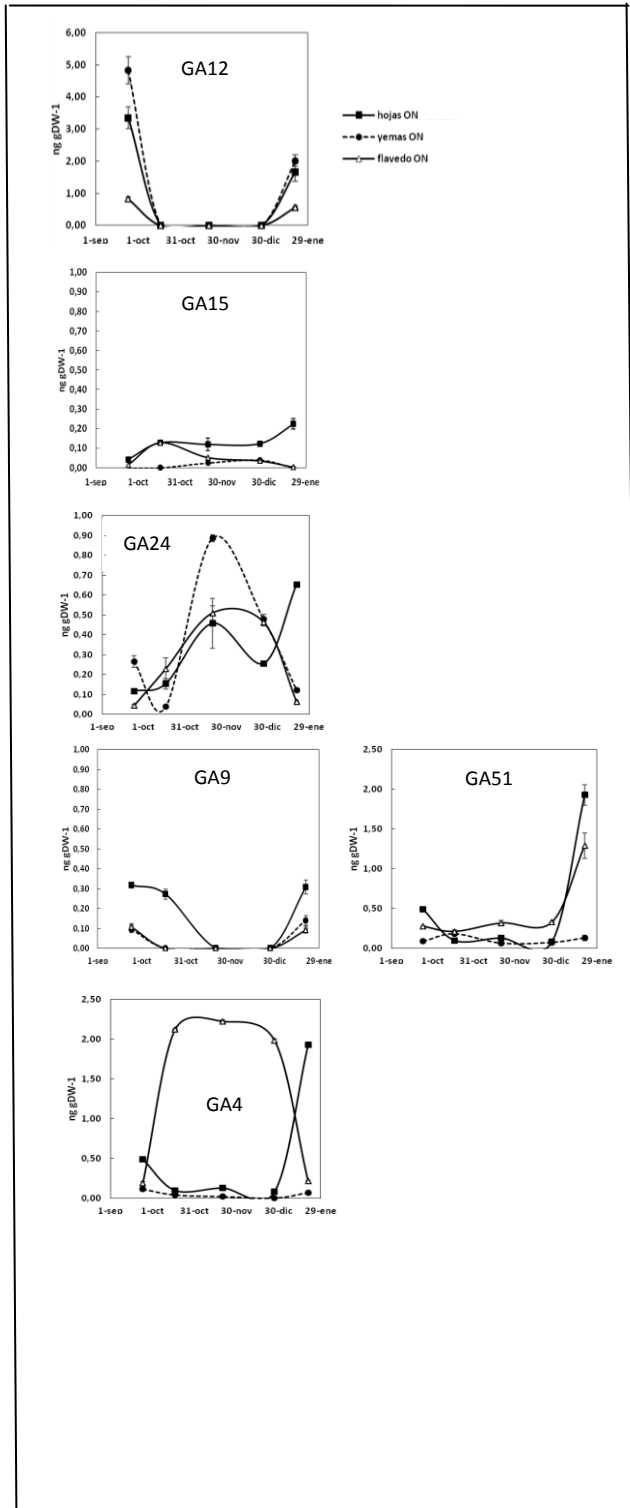 GA12
6,00
5,00
4,00
3,00
2,00
1,00
0,00
ng gDW-1
1-sep 1-oct 31-oct 30-nov 30-dic 29-ene
hojas ON
yemas ON
flavedo ON
GA15
1,00
0,90
0,80
0,70
0,60
0,50
0,40
0,30
0,20
0,10
0,00
ng gDW-1
1-sep 1-oct 31-oct 30-nov 30-dic 29-ene
GA24
1,00
0,90
0,80
0,70
0,60
0,50
0,40
0,30
0,20
0,10
0,00
ng gDW-1
1-sep 1-oct 31-oct 30-nov 30-dic 29-ene
GA9
1,00
0,90
0,80
0,70
0,60
0,50
0,40
0,30
0,20
0,10
0,00
ng gDW-1
1-sep 1-oct 31-oct 30-nov 30-dic 29-ene
GA51
2,50
2,00
1,50
1,00
0,50
0,00
ng gDW-1
1-sep 1-oct 31-oct 30-nov 30-dic 29-ene
GA4
2,50
2,00
1,50
1,00
0,50
0,00
ng gDW-1
1-sep 1-oct 31-oct 30-nov 30-dic 29-ene